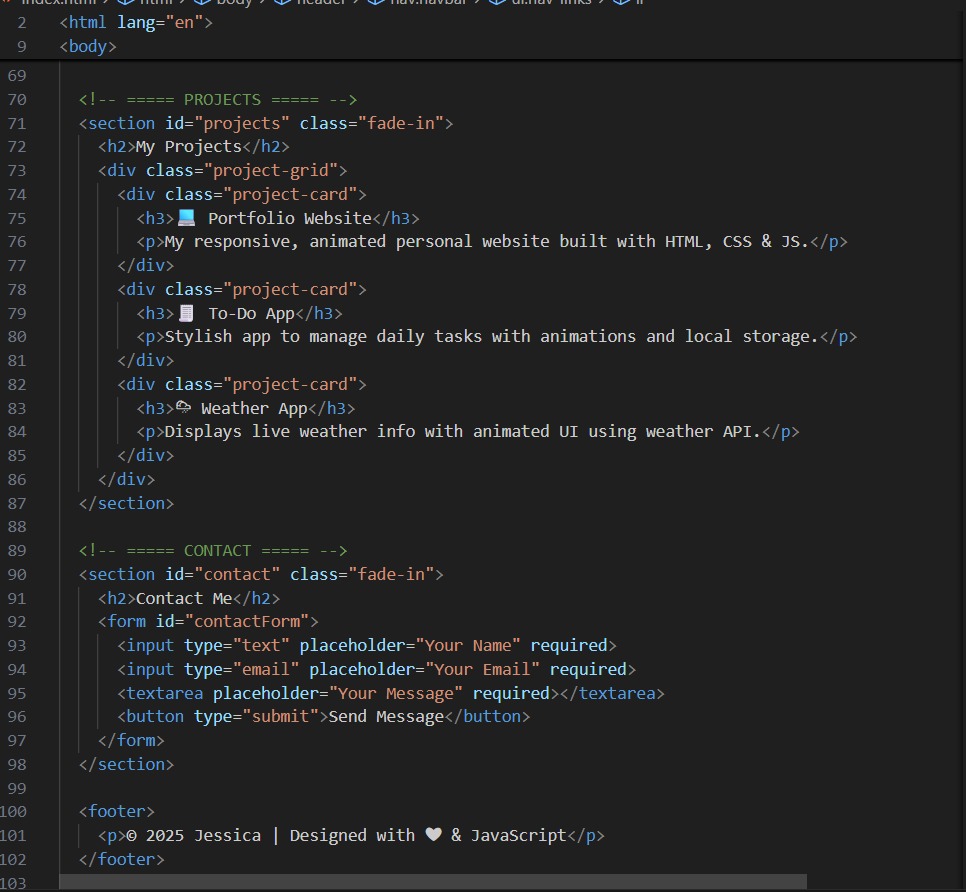 index.html > html > body > header > nav.navbar > ul.nav-links > li
2 <html lang="en">
9 <body>
69
70 <!-- ===== PROJECTS ===== -->
71 <section id="projects" class="fade-in">
72 <h2>My Projects</h2>
73 <div class="project-grid">
74 <div class="project-card">
75 <h3>💻 Portfolio Website</h3>
76 <p>My responsive, animated personal website built with HTML, CSS & JS.</p>
77 </div>
78 <div class="project-card">
79 <h3>🧾 To-Do App</h3>
80 <p>Stylish app to manage daily tasks with animations and local storage.</p>
81 </div>
82 <div class="project-card">
83 <h3>🌦 Weather App</h3>
84 <p>Displays live weather info with animated UI using weather API.</p>
85 </div>
86 </div>
87 </section>
88
89 <!-- ===== CONTACT ===== -->
90 <section id="contact" class="fade-in">
91 <h2>Contact Me</h2>
92 <form id="contactForm">
93 <input type="text" placeholder="Your Name" required>
94 <input type="email" placeholder="Your Email" required>
95 <textarea placeholder="Your Message" required></textarea>
96 <button type="submit">Send Message</button>
97 </form>
98 </section>
99
100 <footer>
101 <p>© 2025 Jessica | Designed with ❤ & JavaScript</p>
102 </footer>
103